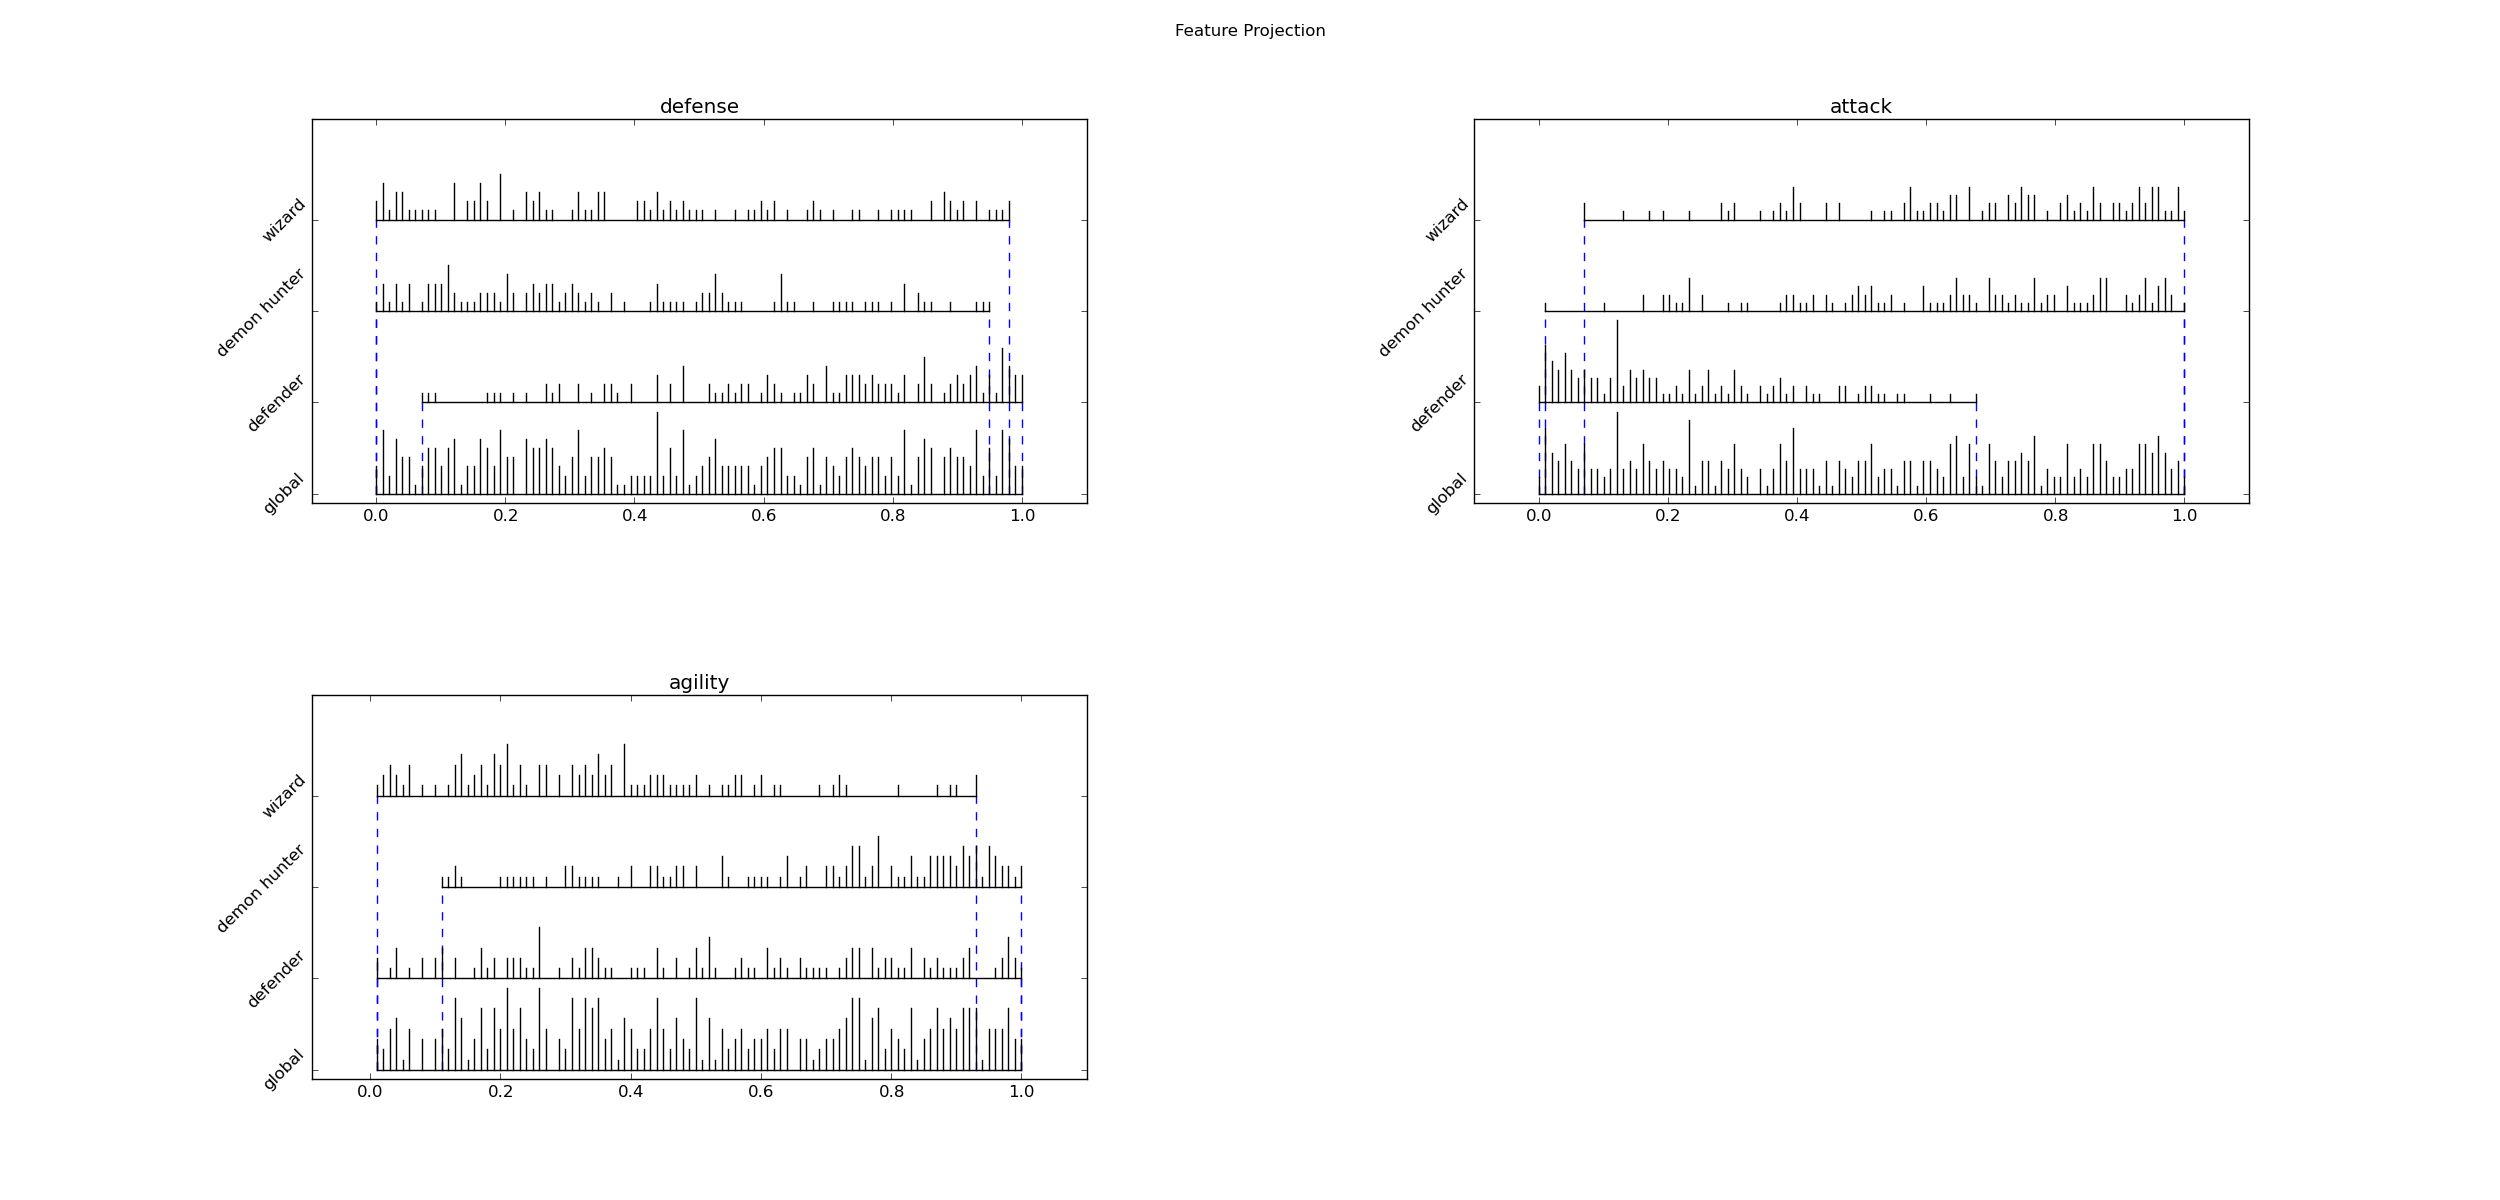 Feature Projection
defense
wizard
demon hunter
defender
global
0.0 0.2 0.4 0.6 0.8 1.0
attack
wizard
demon hunter
defender
global
0.0 0.2 0.4 0.6 0.8 1.0
agility
wizard
demon hunter
defender
global
0.0 0.2 0.4 0.6 0.8 1.0